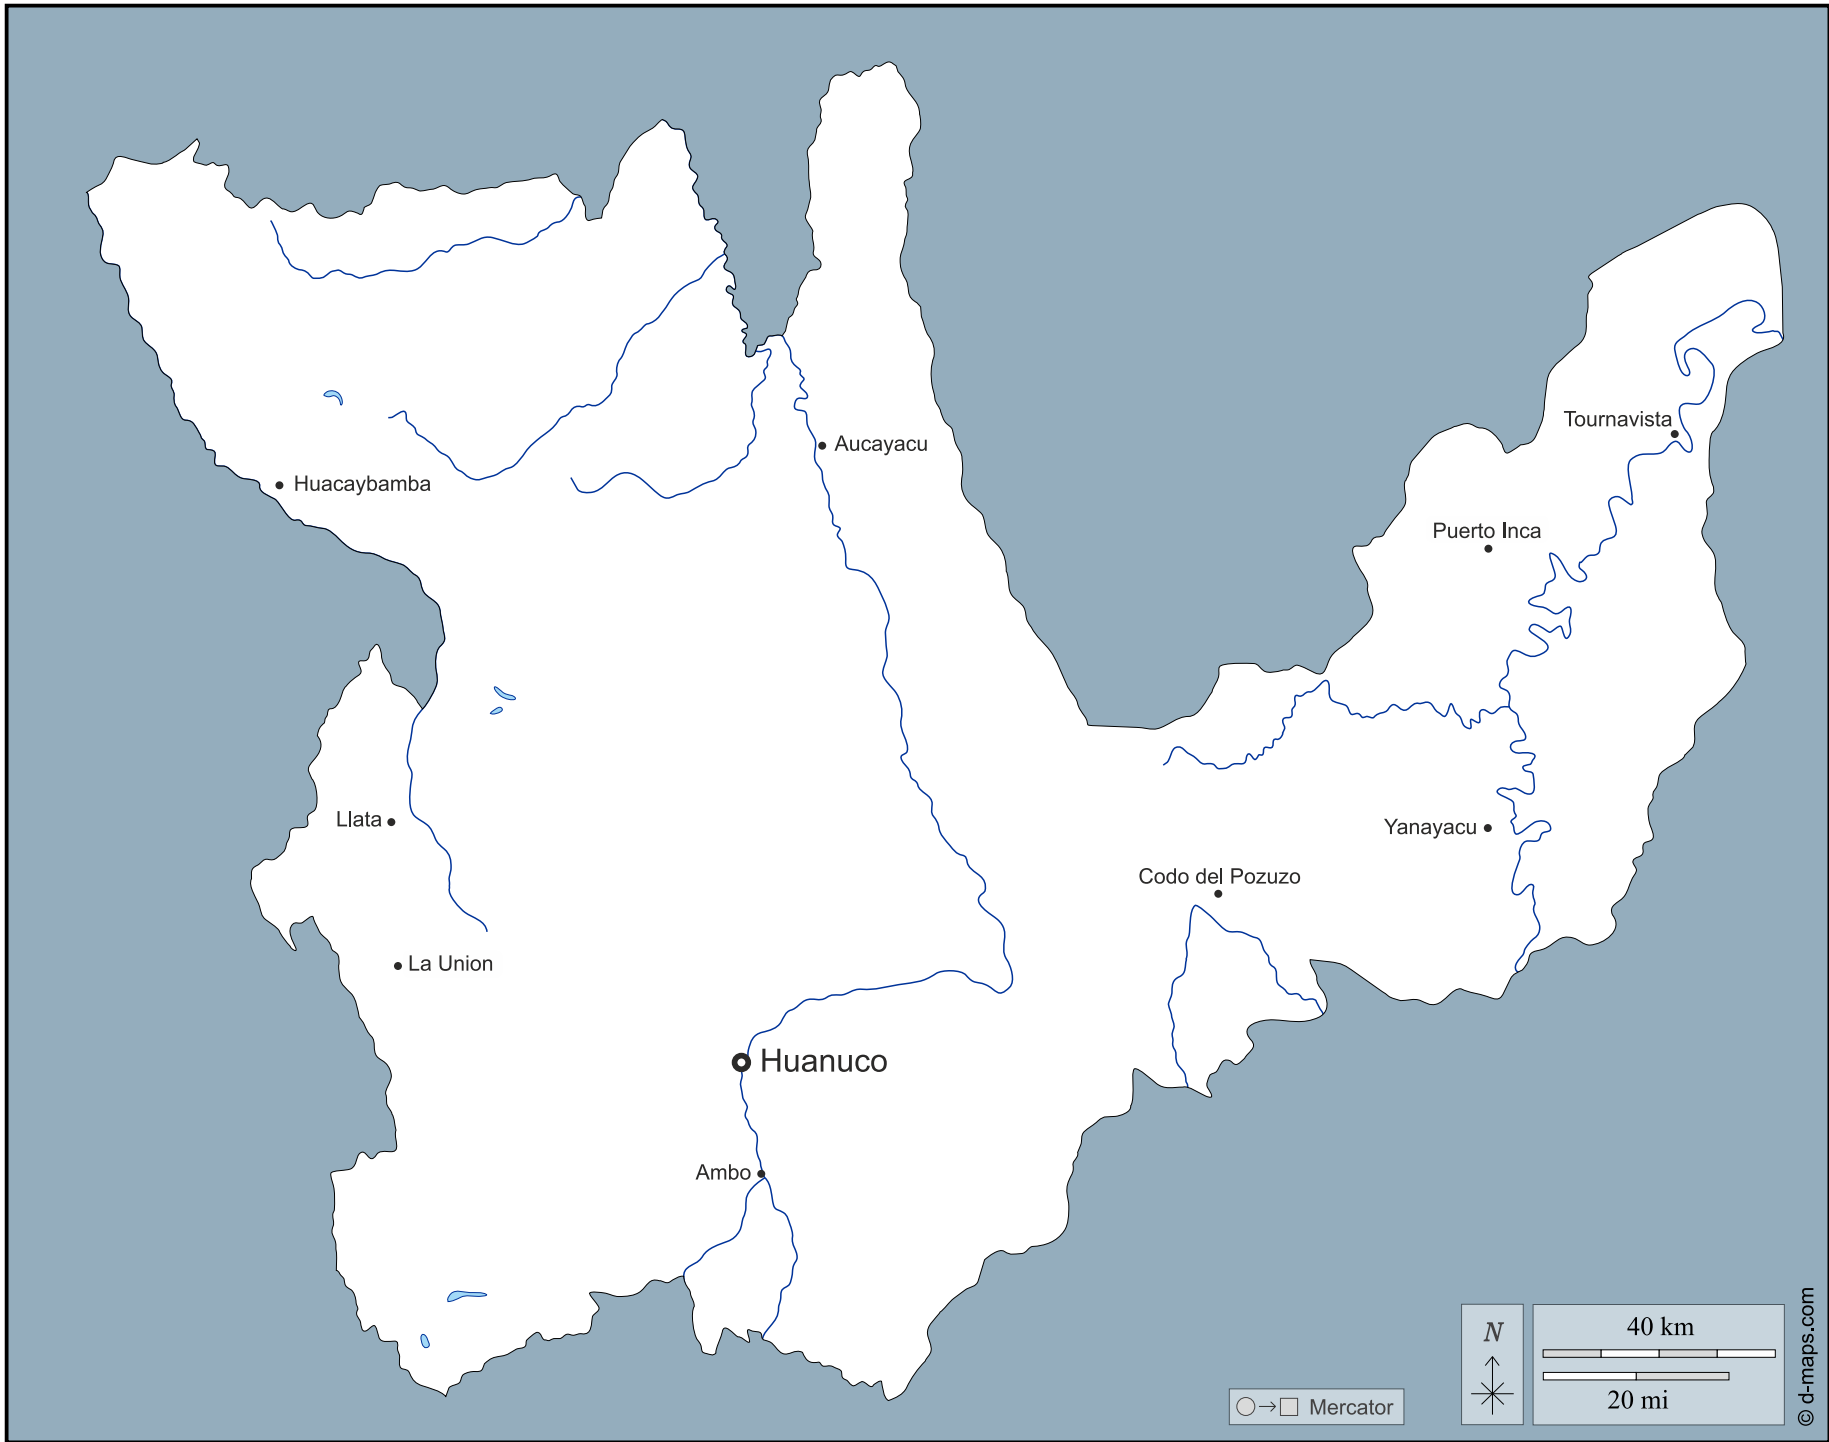 Tournavista
Aucayacu
Huacaybamba
Puerto Inca
Llata
Yanayacu
Codo del Pozuzo
La Union
Huanuco
Ambo
N
40 km
20 mi
Mercator
© d-maps.com